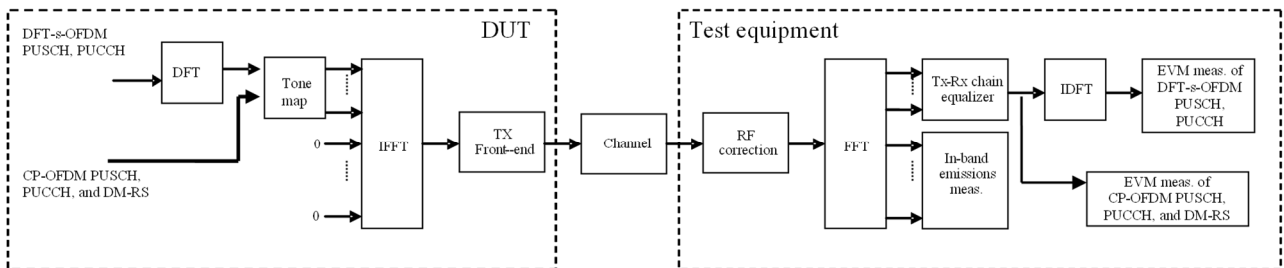 DUT
Test equipment
DFT-s-OFDM
PUSCH, PUCCH
DFT
Tone
map
CP-OFDM PUSCH,
PUCCH, and DM-RS
0
0
IFFT
TX
Front--end
Channel
RF
correction
FFT
Tx-Rx chain
equalizer
In-band
emissions
meas.
IDFT
EVM meas. of
DFT-s-OFDM
PUSCH,
PUCCH
EVM meas. of
CP-OFDM PUSCH,
PUCCH, and DM-RS